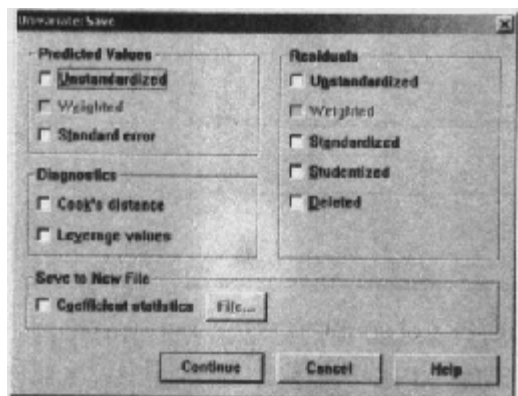 Univariate: Save
Predicted Values
Unstandardized
Weighted
Standard error
Diagnostics
Cook's distance
Leverage values
Residuals
Unstandardized
Weighted
Standardized
Studentized
Deleted
Save to New File
Coefficient statistics
File...
Continue
Cancel
Help